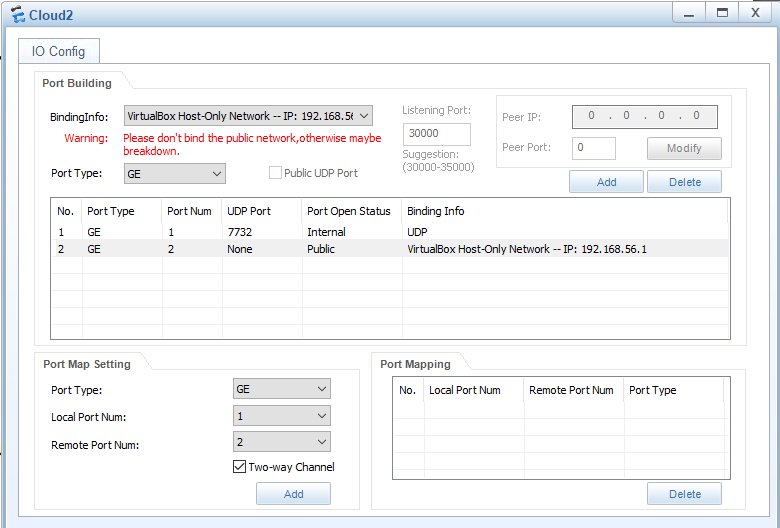 Cloud2
IO Config
Port Building
BindingInfo: VirtualBox Host-Only Network -- IP: 192.168.56
Listening Port:
30000
Suggestion:
(30000-35000)
Peer IP: 0 . 0 . 0 . 0
Peer Port: 0 Modify
Warning: Please don't bind the public network,otherwise maybe
breakdown.
Port Type: GE Public UDP Port
Add Delete
No. Port Type Port Num UDP Port Port Open Status Binding Info
1 GE 1 7732 Internal UDP
2 GE 2 None Public VirtualBox Host-Only Network -- IP: 192.168.56.1
Port Map Setting
Port Type: GE
Local Port Num: 1
Remote Port Num: 2
Two-way Channel
Add
Port Mapping
No. Local Port Num Remote Port Num Port Type
Delete